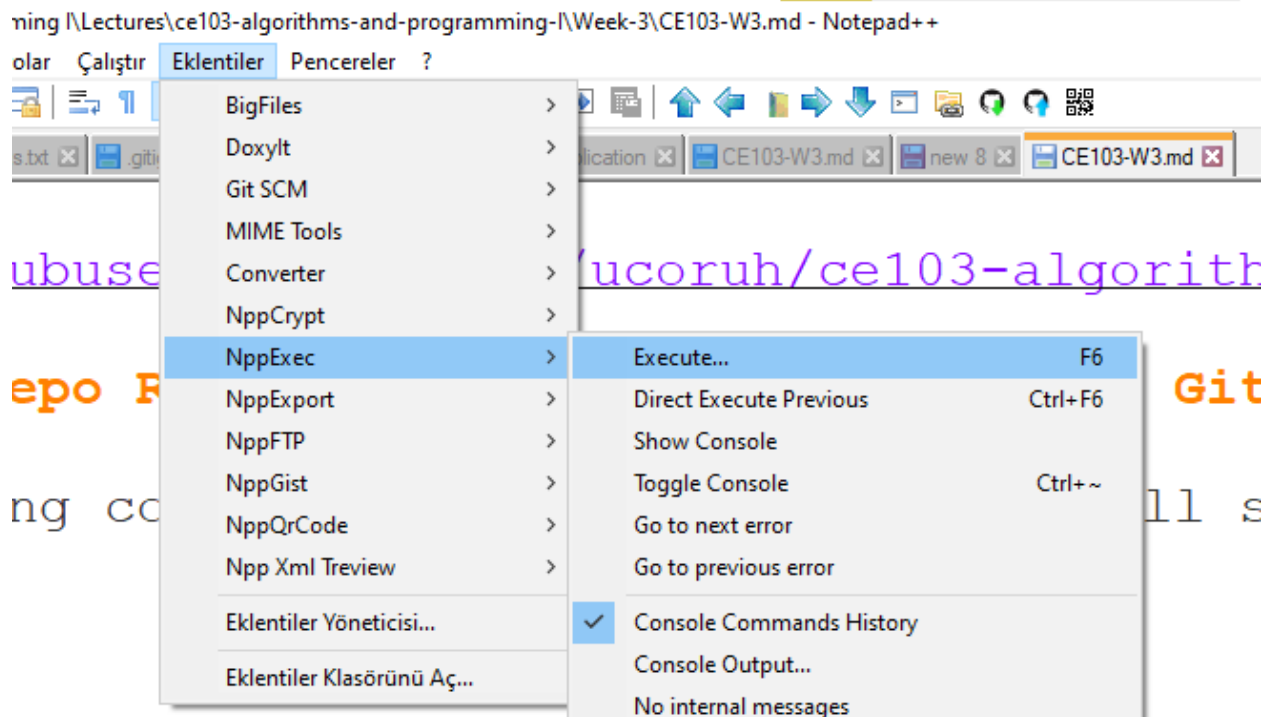 ming I\Lectures\ce103-algorithms-and-programming-I\Week-3\CE103-W3.md - Notepad++
olar Çalıştır Eklentiler Pencereler ?
s.txt .giti lication CE103-W3.md new 8 CE103-W3.md
BigFiles
DoxyIt
Git SCM
MIME Tools
Converter
NppCrypt
NppExec
NppExport
NppFTP
NppGist
NppQrCode
Npp Xml Treview
Eklentiler Yöneticisi...
Eklentiler Klasörünü Aç...
Execute... F6
Direct Execute Previous Ctrl+F6
Show Console
Toggle Console Ctrl+~
Go to next error
Go to previous error
Console Commands History
Console Output...
No internal messages
ubuse /ucoruh/ce103-algorith
epo R Git
ng co ll s